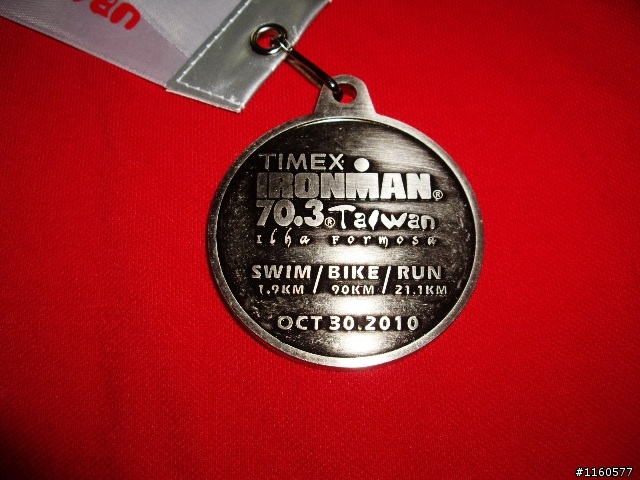 wan
TIMEX
IRONMAN®
70.3® Taiwan
Ilha Formosa
SWIM / BIKE / RUN
1.9KM 90KM 21.1KM
OCT 30.2010
#1160577